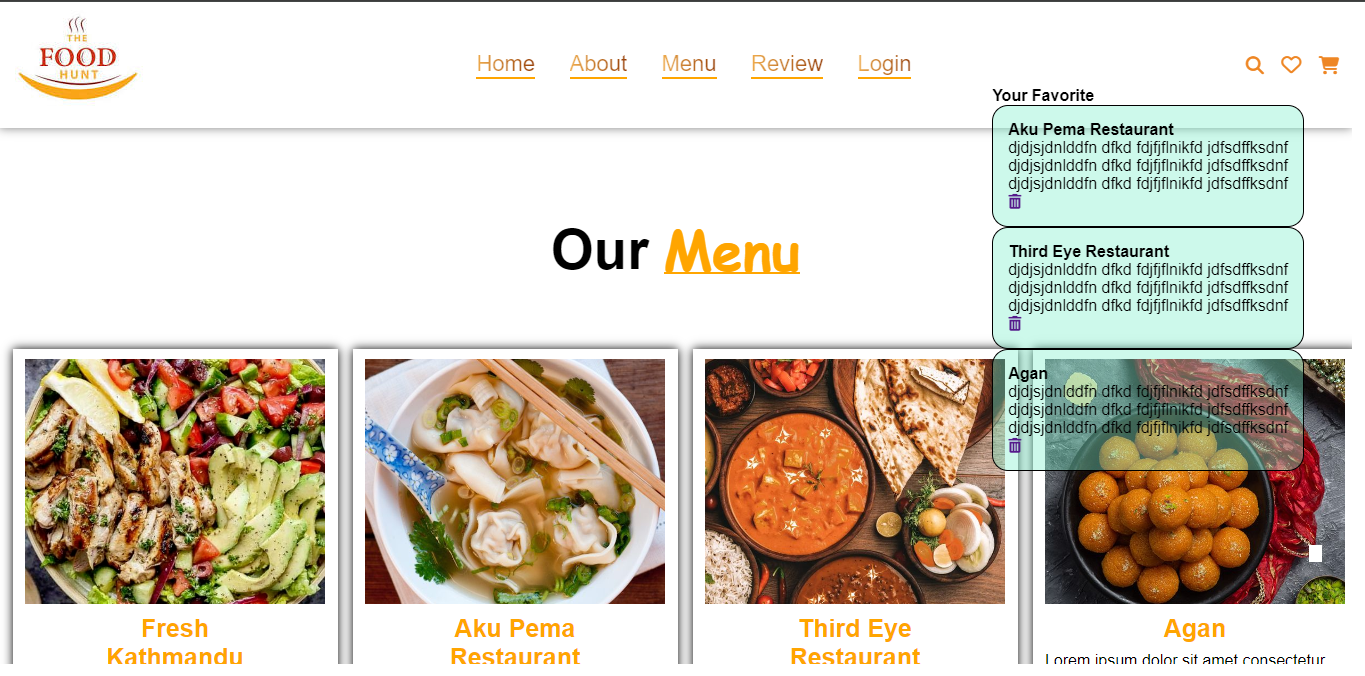 THE
FOOD
HUNT
Home About Menu Review Login
Your Favorite
Aku Pema Restaurant
djdjsjdnlddfn dfkd fdjfjflnikfd jdfsdffksdnf
djdjsjdnlddfn dfkd fdjfjflnikfd jdfsdffksdnf
djdjsjdnlddfn dfkd fdjfjflnikfd jdfsdffksdnf
Third Eye Restaurant
djdjsjdnlddfn dfkd fdjfjflnikfd jdfsdffksdnf
djdjsjdnlddfn dfkd fdjfjflnikfd jdfsdffksdnf
djdjsjdnlddfn dfkd fdjfjflnikfd jdfsdffksdnf
Agan
djdjsjdnlddfn dfkd fdjfjflnikfd jdfsdffksdnf
djdjsjdnlddfn dfkd fdjfjflnikfd jdfsdffksdnf
djdjsjdnlddfn dfkd fdjfjflnikfd jdfsdffksdnf
Our Menu
Fresh
Kathmandu
Aku Pema
Restaurant
Third Eye
Restaurant
Agan
Lorem ipsum dolor sit amet consectetur